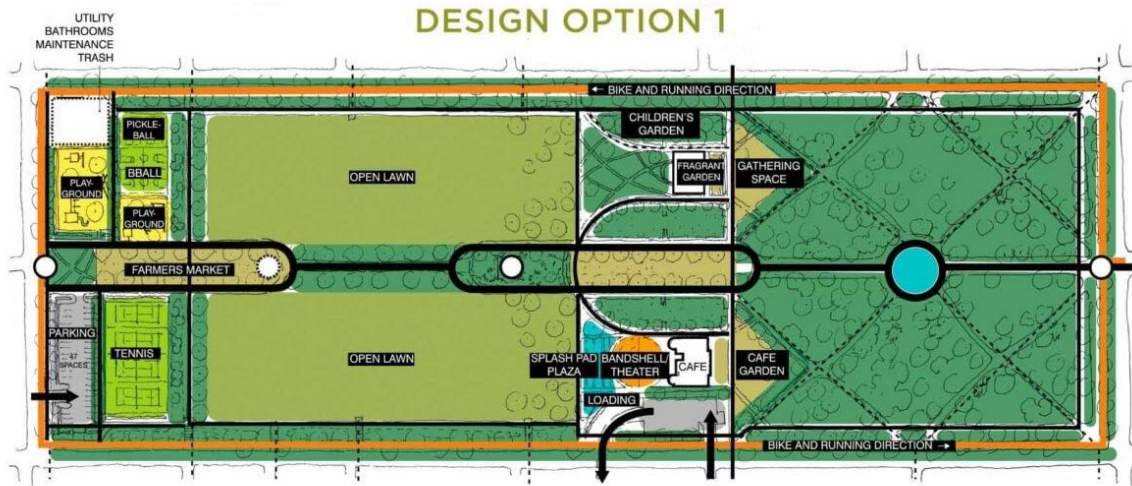 DESIGN OPTION 1
UTILITY
BATHROOMS
MAINTENANCE
TRASH
← BIKE AND RUNNING DIRECTION
PICKLE-
BALL
BBALL
PLAY-
GROUND
PLAY-
GROUND
OPEN LAWN
CHILDREN'S
GARDEN
FRAGRANT
GARDEN
GATHERING
SPACE
FARMERS MARKET
PARKING
47
SPACES
TENNIS
OPEN LAWN
SPLASH PAD
PLAZA
BANDSHELL/
THEATER
CAFE
CAFE
GARDEN
LOADING
BIKE AND RUNNING DIRECTION →